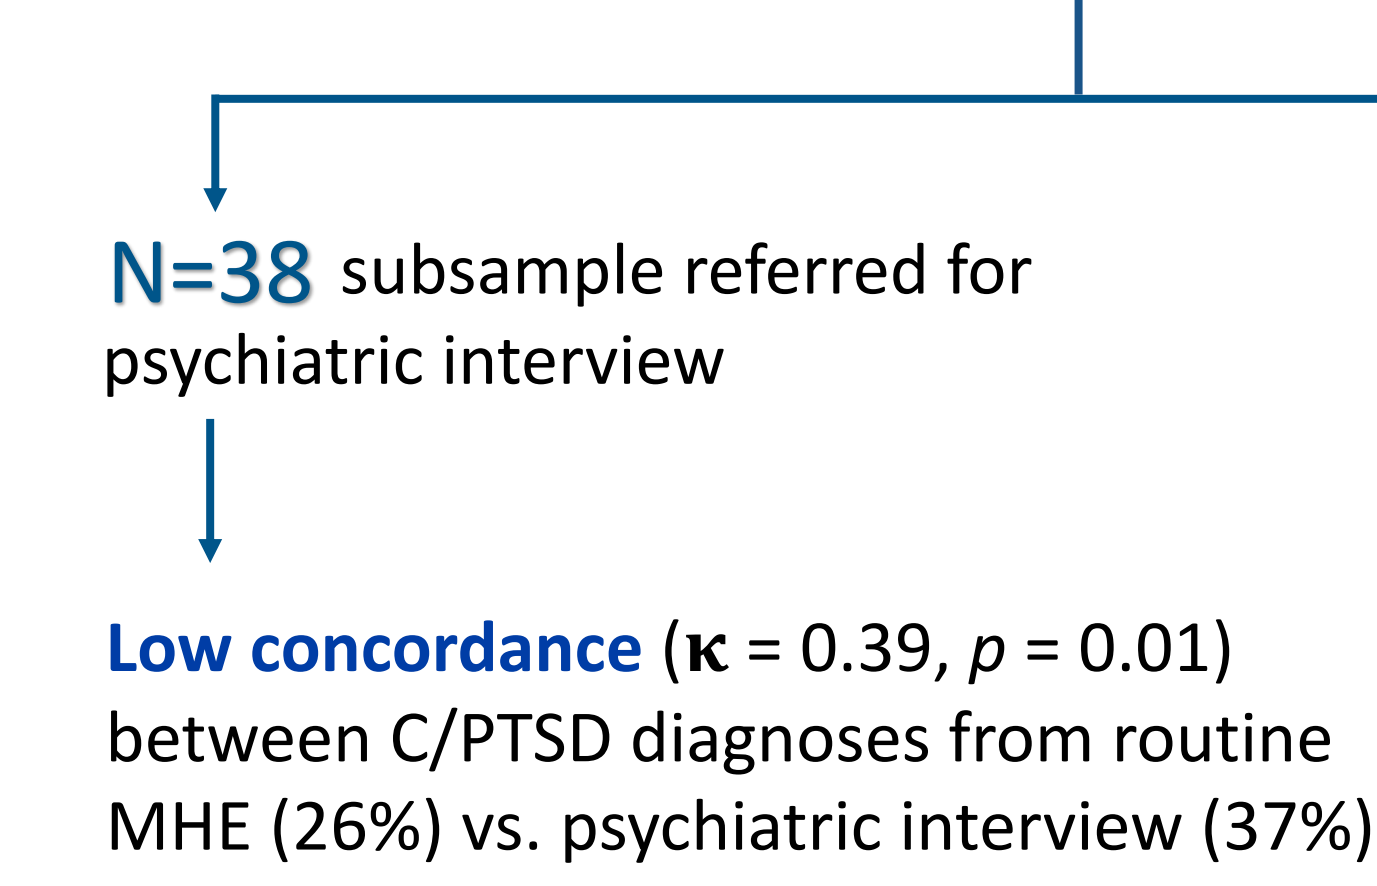 N=38 subsample referred for
psychiatric interview
Low concordance (κ = 0.39, p = 0.01)
between C/PTSD diagnoses from routine
MHE (26%) vs. psychiatric interview (37%)